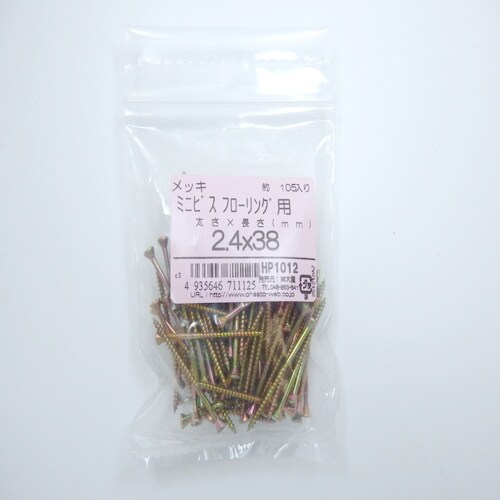 メッキ 約 105入り
ミニビス フローリング用
太さ×長さ(mm)
2.4x38
HP1012
c3 4 935646 711125